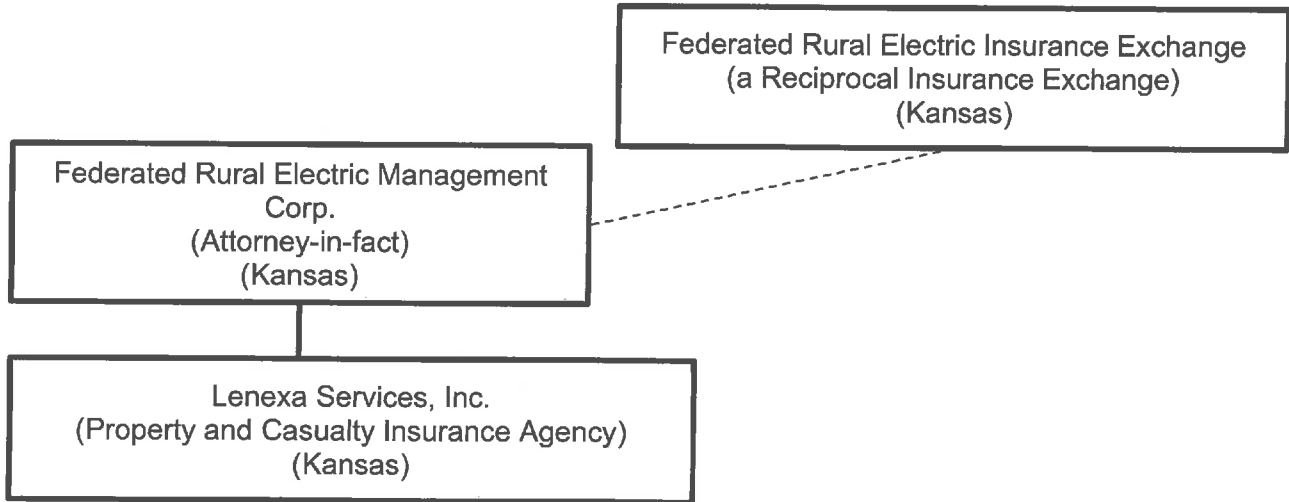 Federated Rural Electric Insurance Exchange
(a Reciprocal Insurance Exchange)
(Kansas)
Federated Rural Electric Management
Corp.
(Attorney-in-fact)
(Kansas)
Lenexa Services, Inc.
(Property and Casualty Insurance Agency)
(Kansas)